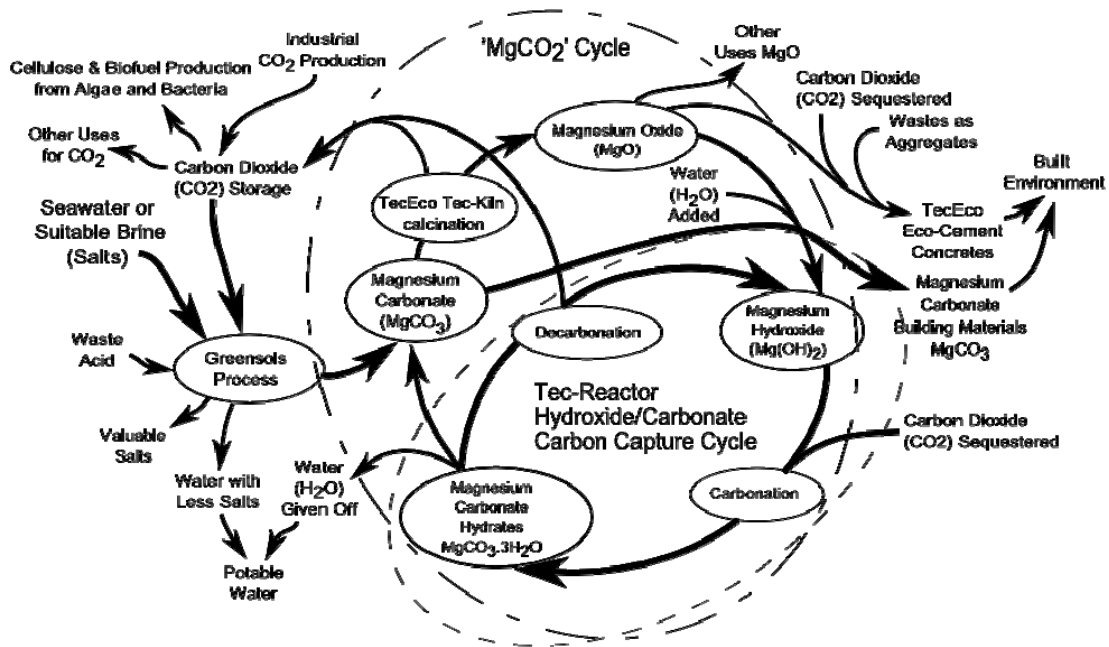 'MgCO2' Cycle
Other
Uses MgO
Industrial
CO2 Production
Cellulose & Biofuel Production
from Algae and Bacteria
Carbon Dioxide
(CO2) Sequestered
Wastes as
Aggregates
Other Uses
for CO2
Carbon Dioxide
(CO2) Storage
Magnesium Oxide
(MgO)
Built
Environment
Water
(H2O)
Added
TecEco Tec-Kiln
calcination
Seawater or
Suitable Brine
(Salts)
TecEco
Eco-Cement
Concretes
Magnesium
Carbonate
(MgCO3)
Magnesium
Carbonate
Building Materials
MgCO3
Decarbonation
Magnesium
Hydroxide
(Mg(OH)2)
Waste
Acid
Greensols
Process
Tec-Reactor
Hydroxide/Carbonate
Carbon Capture Cycle
Valuable
Salts
Carbon Dioxide
(CO2) Sequestered
Water with
Less Salts
Water
(H2O)
Given Off
Magnesium
Carbonate
Hydrates
MgCO3.3H2O
Carbonation
Potable
Water